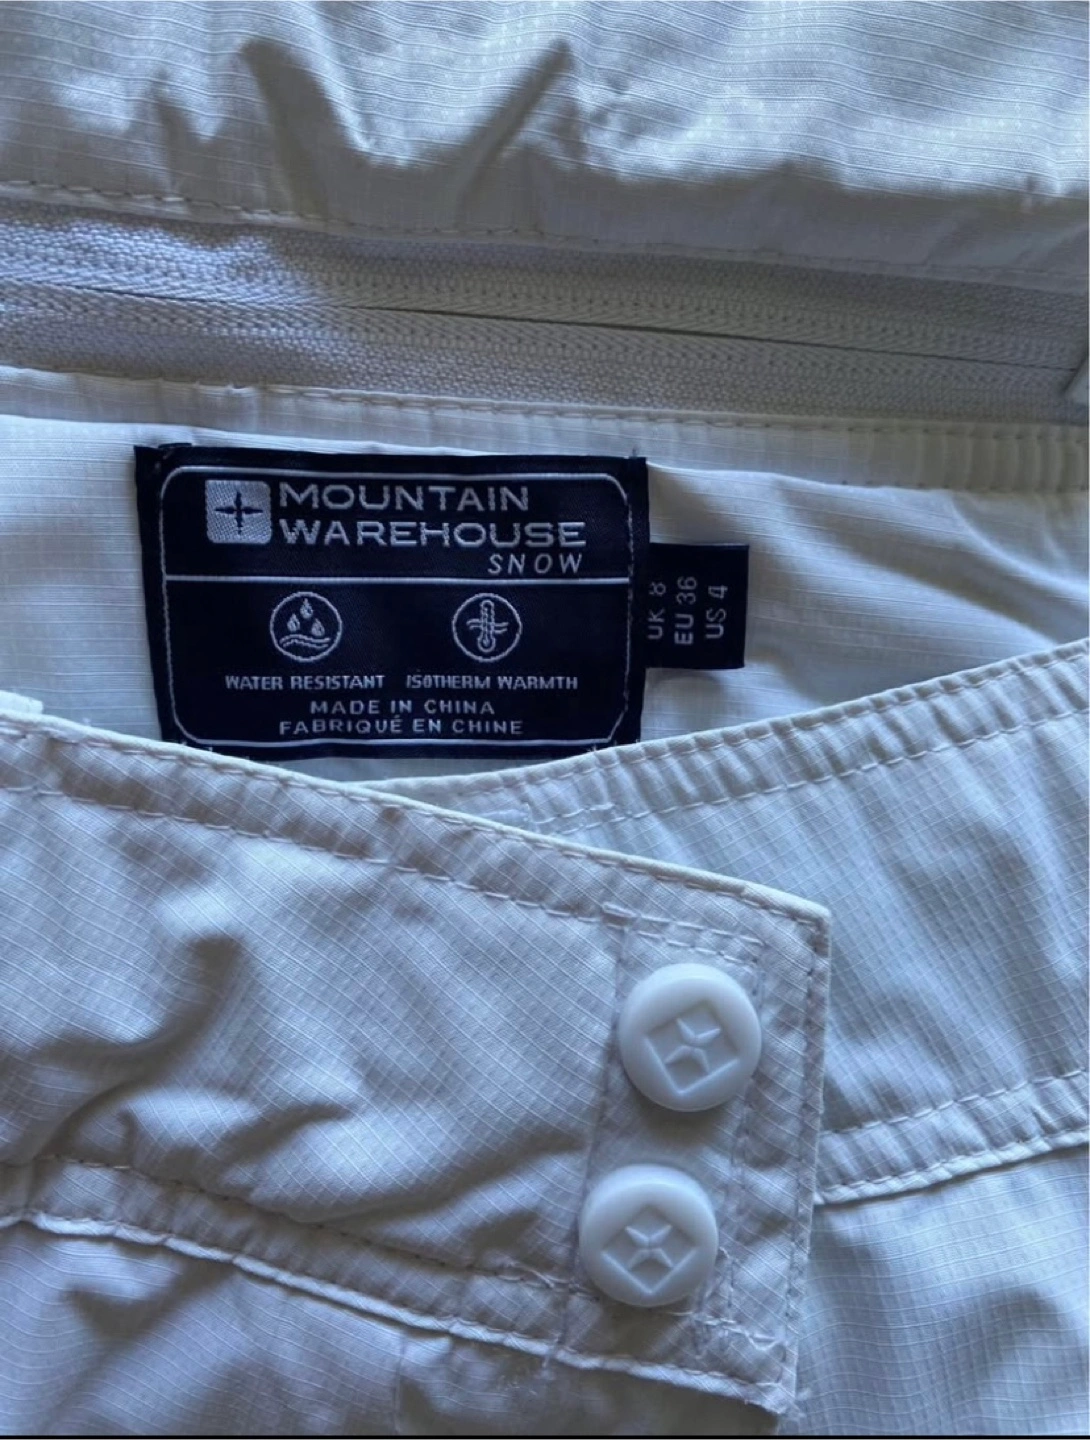 MOUNTAIN
WAREHOUSE
SNOW
WATER RESISTANT
ISOTHERM WARMTH
MADE IN CHINA
FABRIQUÉ EN CHINE
UK 8
EU 36
US 4